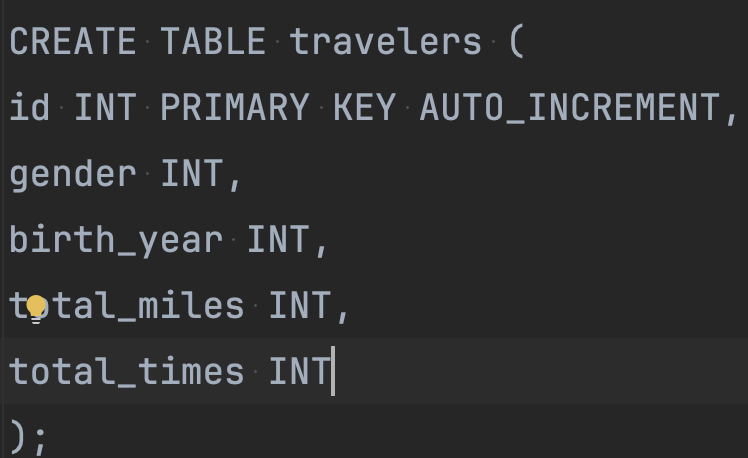 CREATE TABLE travelers (
id INT PRIMARY KEY AUTO_INCREMENT,
gender INT,
birth_year INT,
total_miles INT,
total_times INT
);